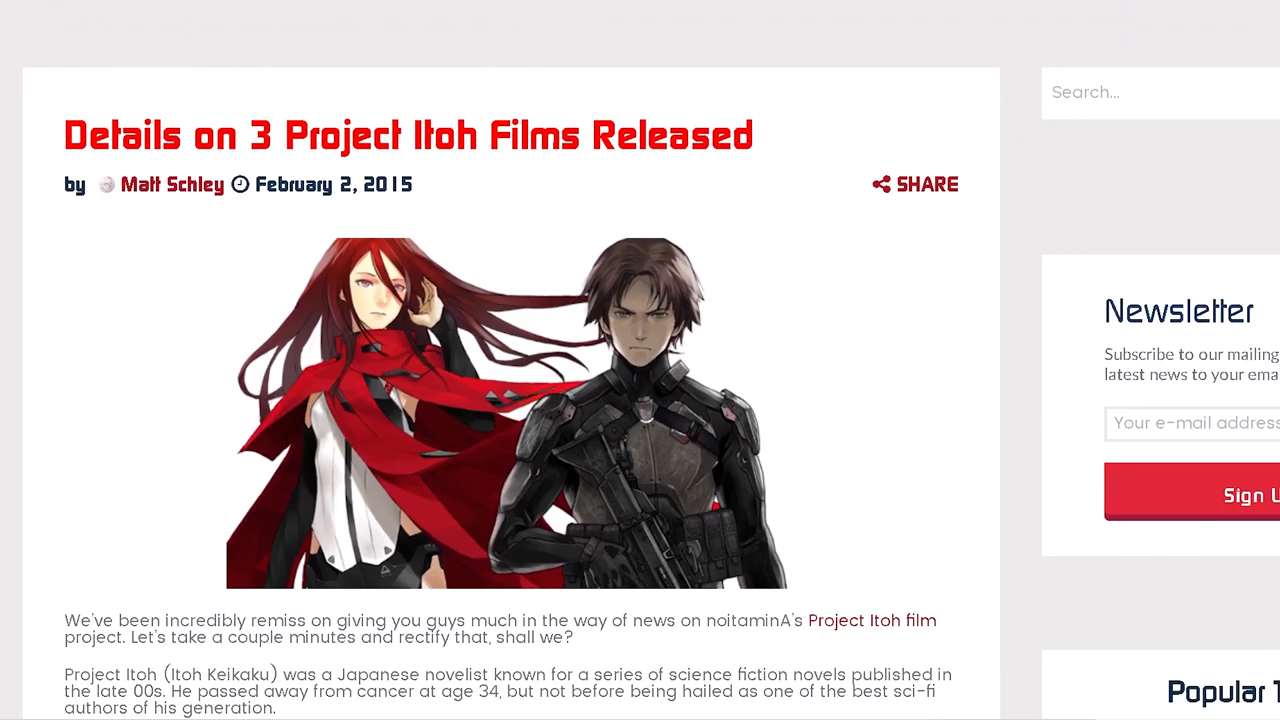 Details on 3 Project Itoh Films Released
by Matt Schley February 2, 2015
SHARE
We've been incredibly remiss on giving you guys much in the way of news on noitaminA's Project Itoh film
project. Let's take a couple minutes and rectify that, shall we?
Project Itoh (Itoh Keikaku) was a Japanese novelist known for a series of science fiction novels published in
the late 00s. He passed away from cancer at age 34, but not before being hailed as one of the best sci-fi
authors of his generation.
Search...
Newsletter
Subscribe to our mailing
latest news to your
Your e-mail address
Sign
Popular